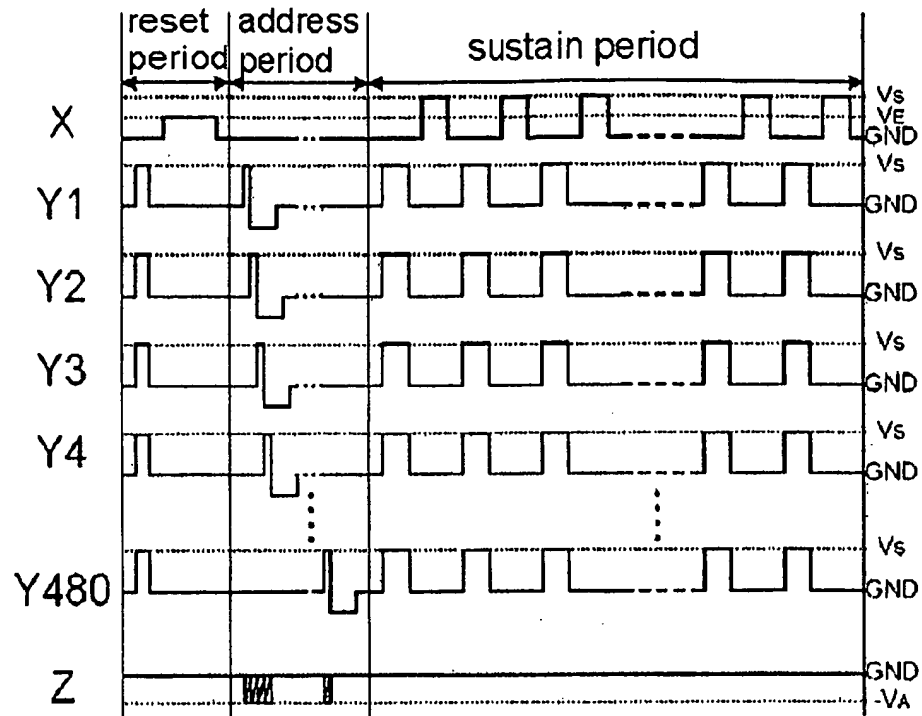 reset period
address period
sustain period
X
Vs
VE
GND
Y1
Vs
GND
Y2
Vs
GND
Y3
Vs
GND
Y4
Vs
GND
Y480
Vs
GND
Z
GND
-VA